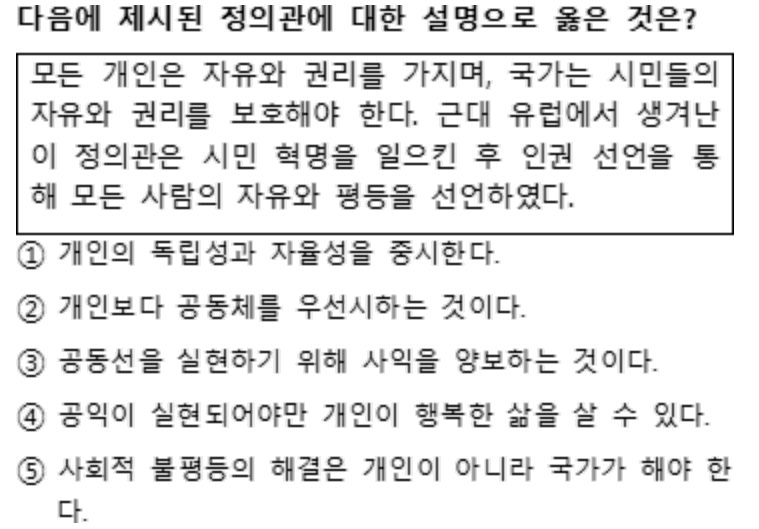 다음에 제시된 정의관에 대한 설명으로 옳은 것은?
모든 개인은 자유와 권리를 가지며, 국가는 시민들의
자유와 권리를 보호해야 한다. 근대 유럽에서 생겨난
이 정의관은 시민 혁명을 일으킨 후 인권 선언을 통
해 모든 사람의 자유와 평등을 선언하였다.
① 개인의 독립성과 자율성을 중시한다.
② 개인보다 공동체를 우선시하는 것이다.
③ 공동선을 실현하기 위해 사익을 양보하는 것이다.
④ 공익이 실현되어야만 개인이 행복한 삶을 살 수 있다.
⑤ 사회적 불평등의 해결은 개인이 아니라 국가가 해야 한
다.